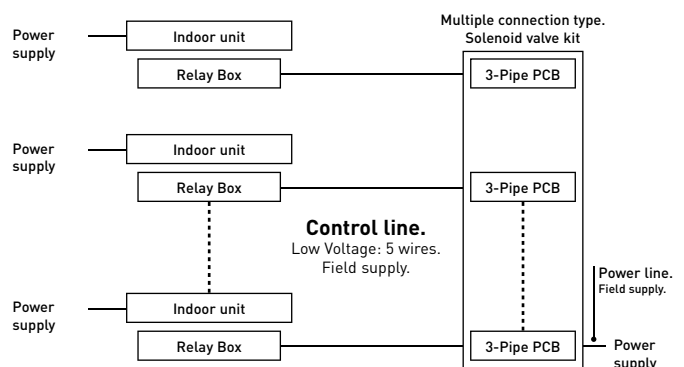 Multiple connection type.
Solenoid valve kit
Power
supply
Indoor unit
Relay Box
3-Pipe PCB
Power
supply
Indoor unit
Relay Box
3-Pipe PCB
Control line.
Low Voltage: 5 wires.
Field supply.
Power line.
Field supply.
Power
supply
Indoor unit
Relay Box
3-Pipe PCB
Power
supply